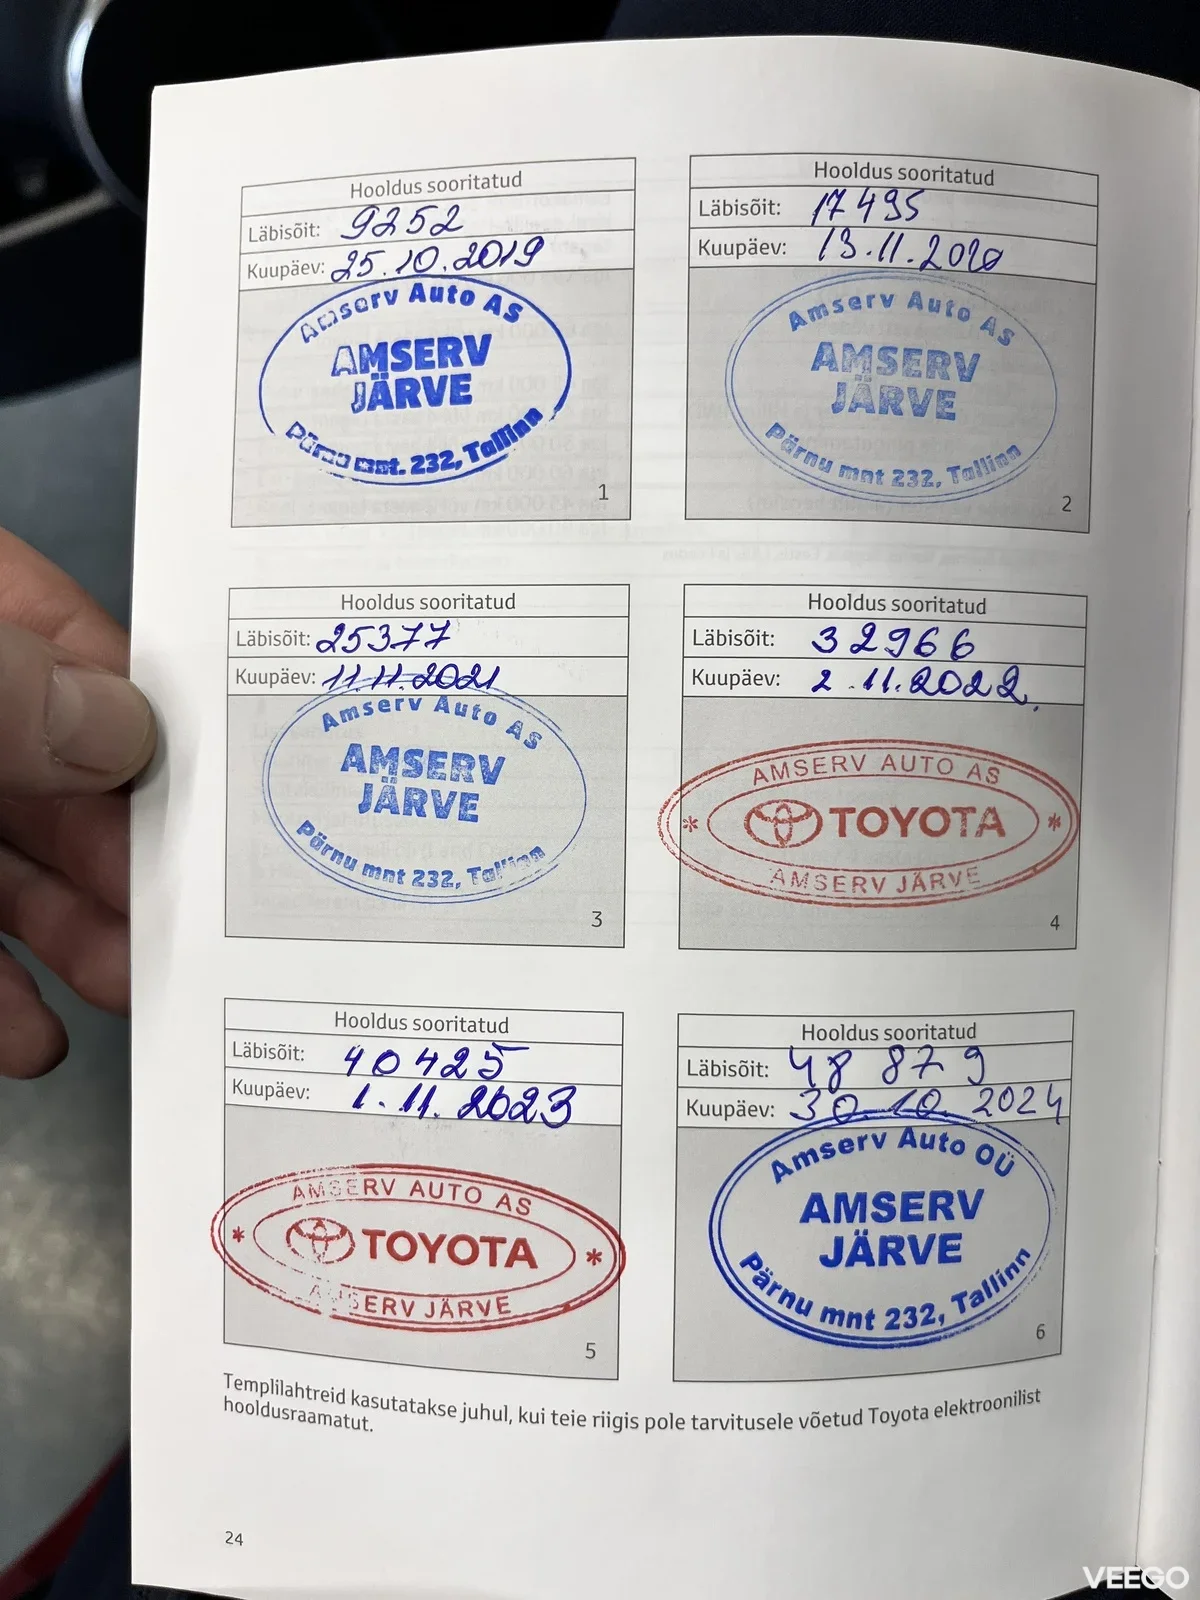 Hooldus sooritatud
Läbisõit: 9252
Kuupäev: 25.10.2019
Amserv Auto AS
AMSERV
JÄRVE
Pärnu mnt. 232, Tallinn
1
Hooldus sooritatud
Läbisõit: 17495
Kuupäev: 13.11.2020
Amserv Auto AS
AMSERV
JÄRVE
Pärnu mnt 232, Tallinn
2
Hooldus sooritatud
Läbisõit: 25377
Kuupäev: 11.11.2021
Amserv Auto AS
AMSERV
JÄRVE
Pärnu mnt 232, Tallinn
3
Hooldus sooritatud
Läbisõit: 32966
Kuupäev: 2.11.2022.
AMSERV AUTO AS
* TOYOTA *
AMSERV JÄRVE
4
Hooldus sooritatud
Läbisõit: 40425
Kuupäev: 1.11.2023
AMSERV AUTO AS
* TOYOTA *
AMSERV JÄRVE
5
Hooldus sooritatud
Läbisõit: 48 879
Kuupäev: 30.10.2024
Amserv Auto OÜ
AMSERV
JÄRVE
Pärnu mnt 232, Tallinn
6
Templilahtreid kasutatakse juhul, kui teie riigis pole tarvitusele võetud Toyota elektroonilist
hooldusraamatut.
24
VEEGO